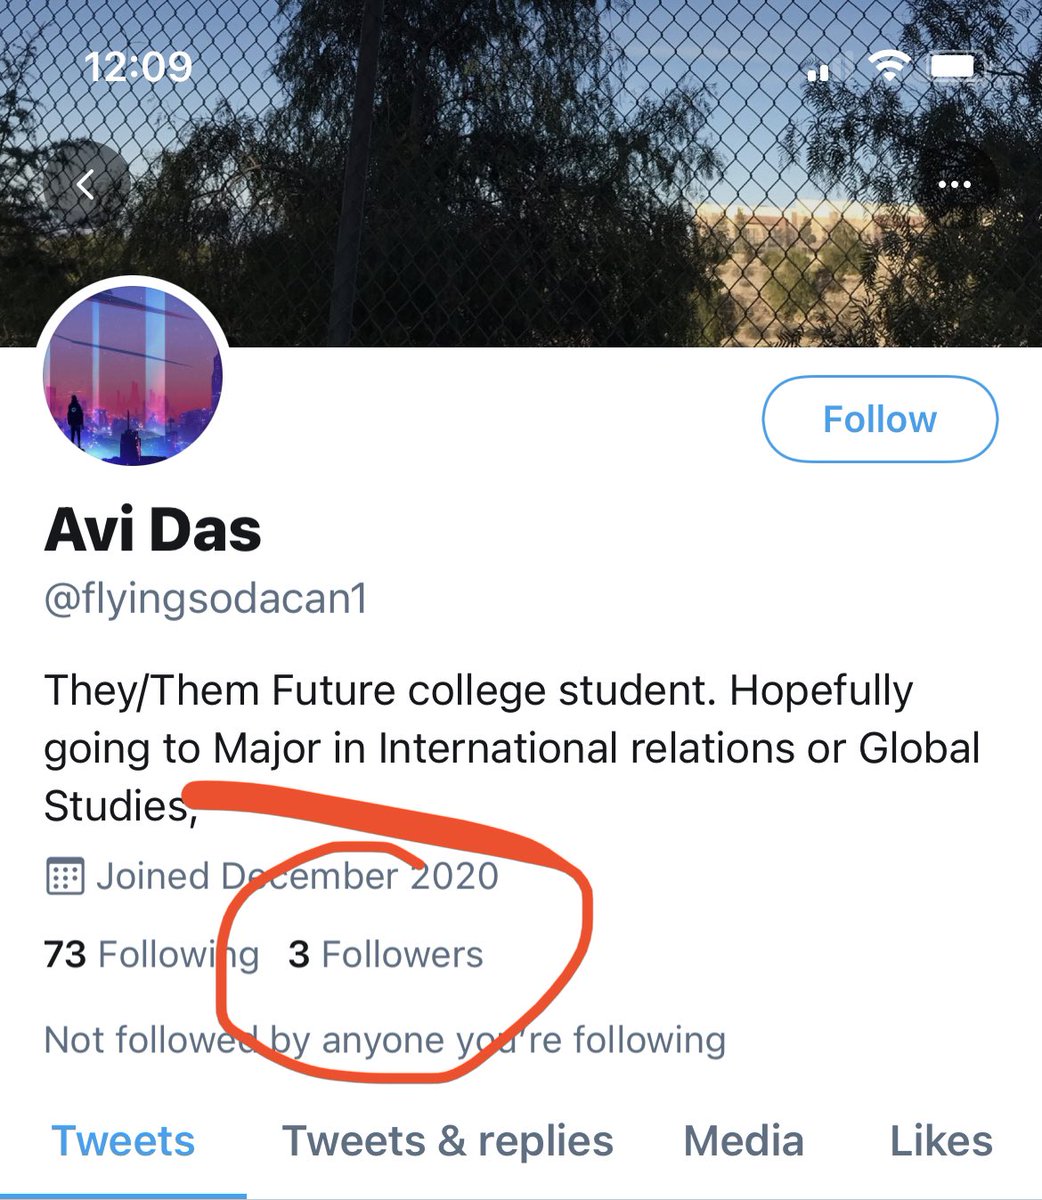 12:09
Follow
Avi Das
@flyingsodacan1
They/Them Future college student. Hopefully
going to Major in International relations or Global
Studies,
Joined December 2020
73 Following 3 Followers
Not followed by anyone you're following
Tweets Tweets & replies Media Likes